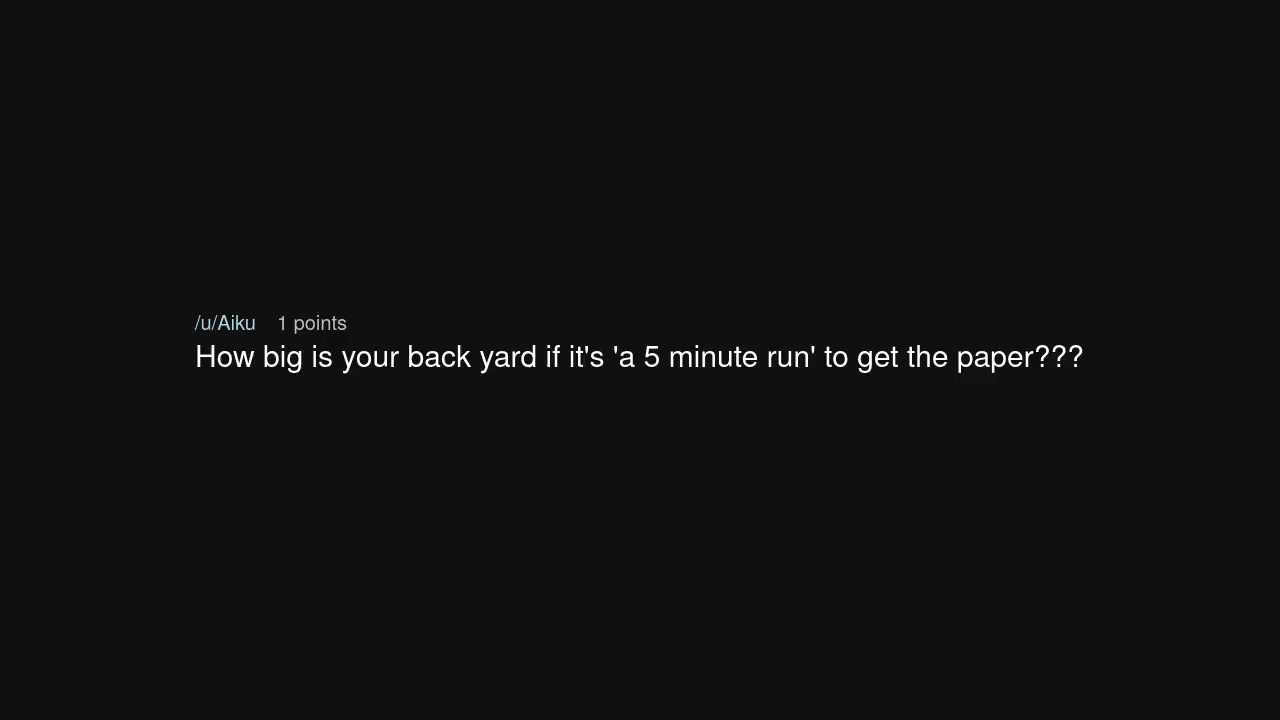 /u/Aiku 1 points
How big is your back yard if it's 'a 5 minute run' to get the paper???